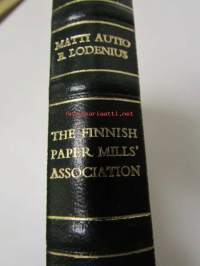 MATTI AUTIO
E. LODENIUS
THE FINNISH
PAPER MILLS'
ASSOCIATION